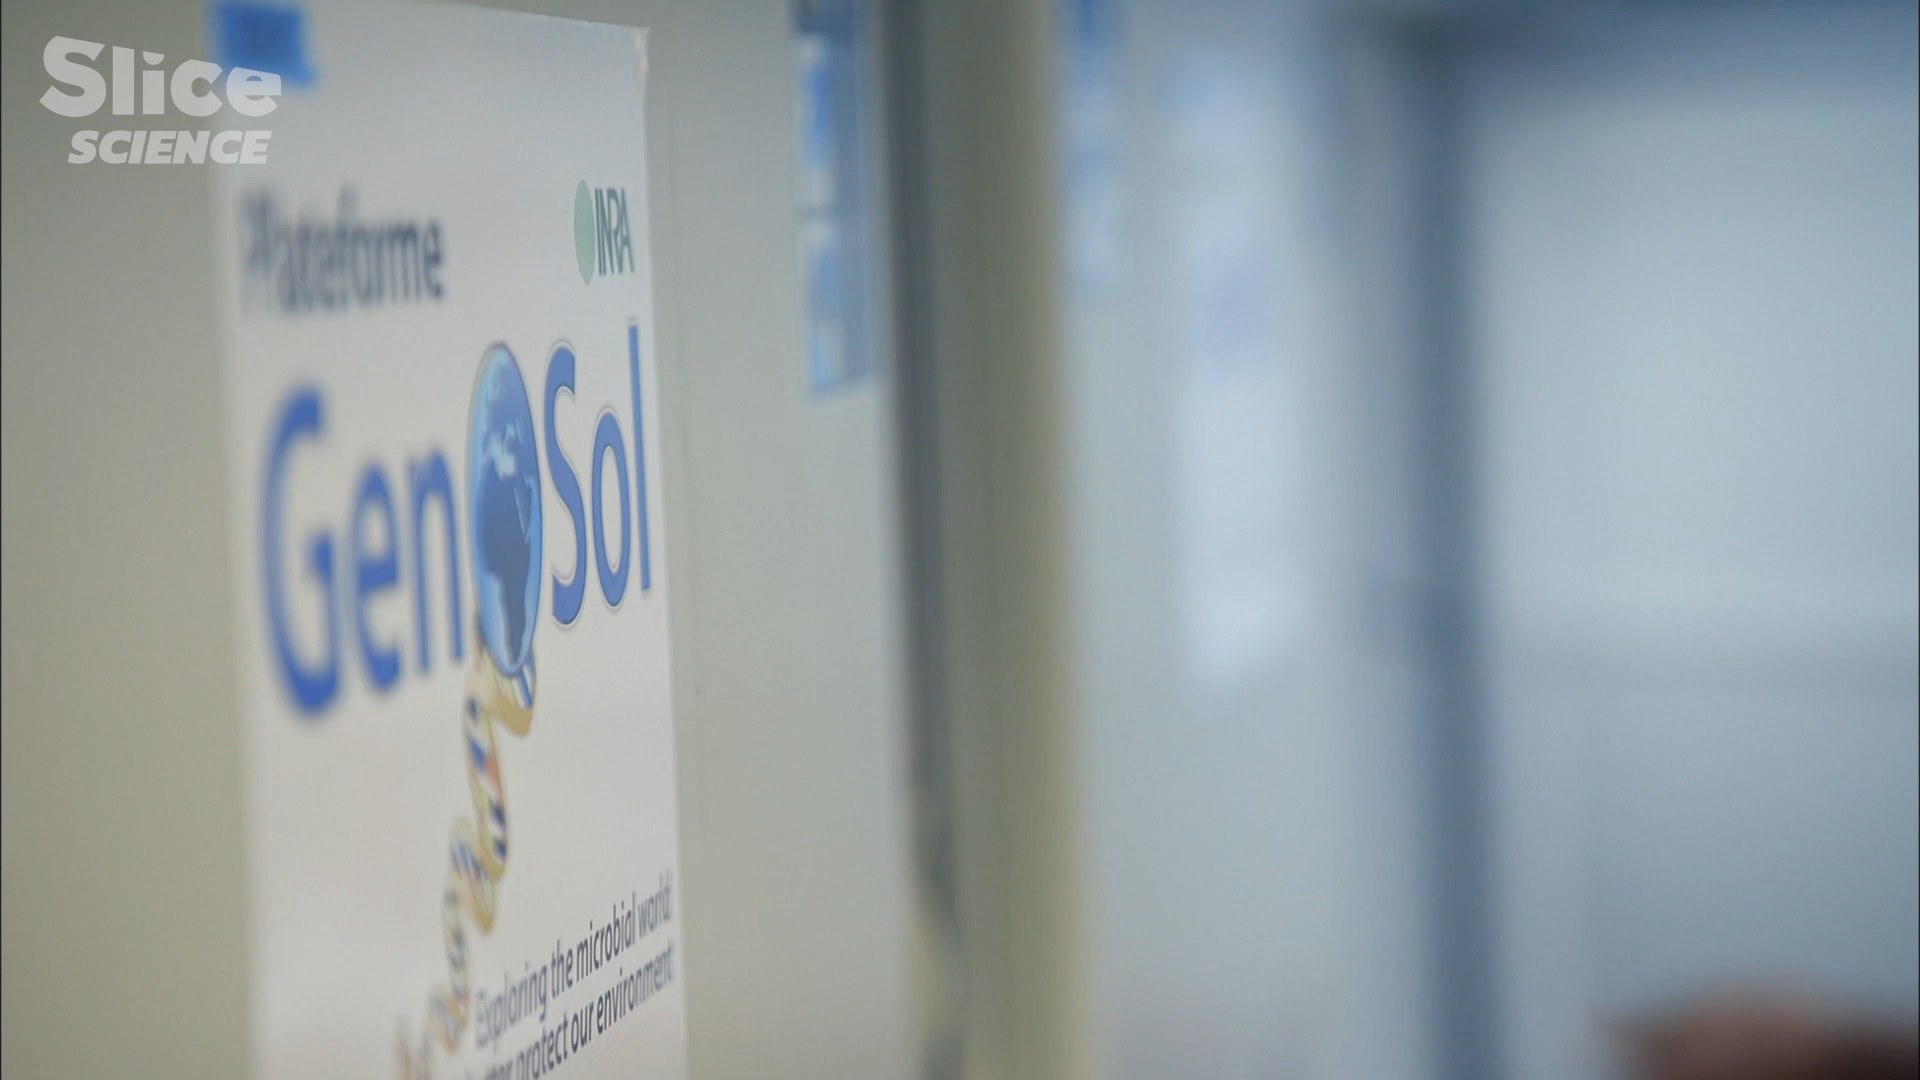 Slice
SCIENCE
Plateforme
INRA
GenoSol
Exploring the microbial world:
protect our environment